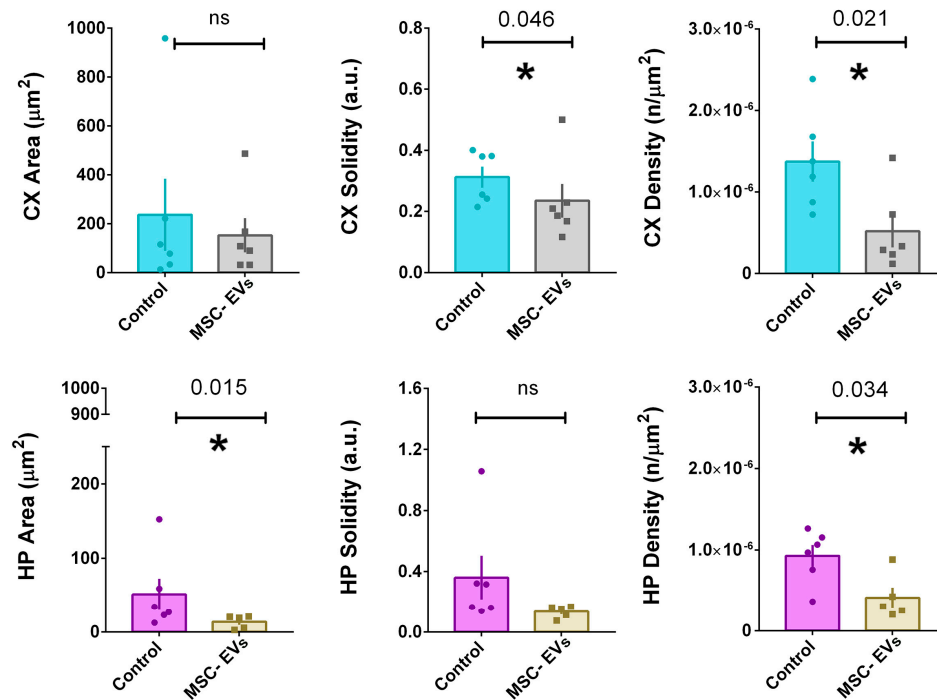 CX Area (μm²)
1000
800
600
400
200
0
ns
Control
MSC- EVs
CX Solidity (a.u.)
0.8
0.6
0.4
0.2
0.0
0.046
*
Control
MSC- EVs
CX Density (n/μm²)
3.0×10⁻⁶
2.0×10⁻⁶
1.0×10⁻⁶
0
0.021
*
Control
MSC- EVs
HP Area (μm²)
1000
900
200
100
0
0.015
*
Control
MSC- EVs
HP Solidity (a.u.)
1.6
1.2
0.8
0.4
0.0
ns
Control
MSC- EVs
HP Density (n/μm²)
3.0×10⁻⁶
2.0×10⁻⁶
1.0×10⁻⁶
0
0.034
*
Control
MSC- EVs